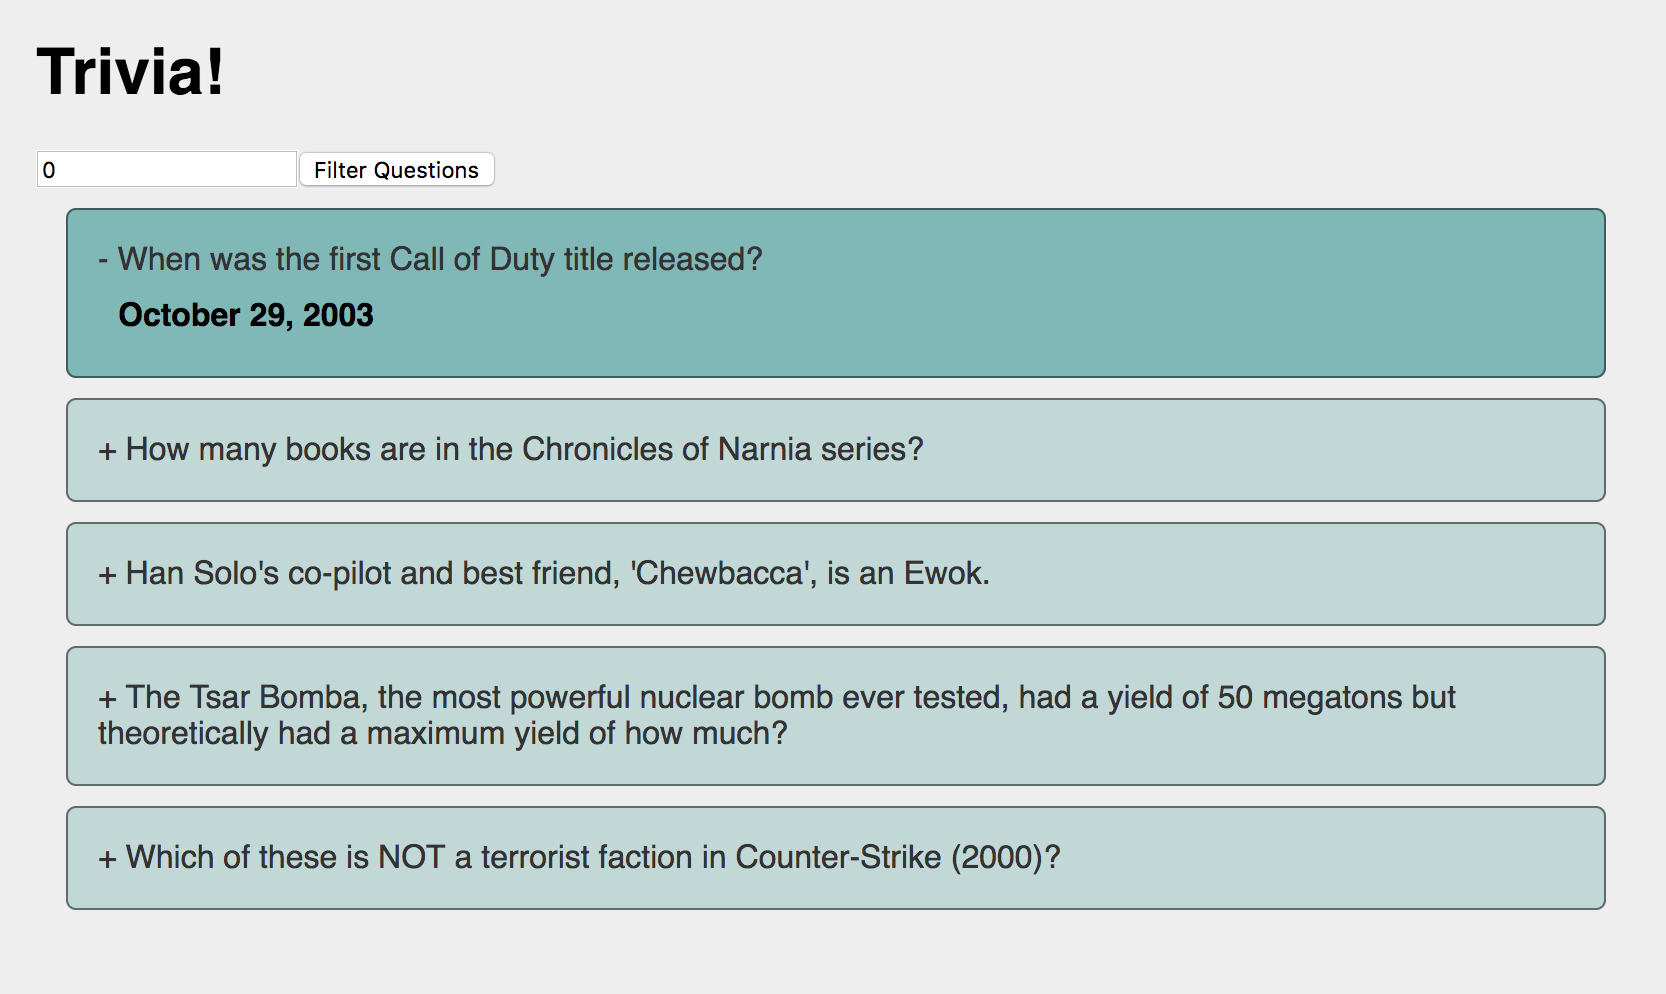 Trivia!
0
Filter Questions
- When was the first Call of Duty title released?
October 29, 2003
+ How many books are in the Chronicles of Narnia series?
+ Han Solo's co-pilot and best friend, 'Chewbacca', is an Ewok.
+ The Tsar Bomba, the most powerful nuclear bomb ever tested, had a yield of 50 megatons but
theoretically had a maximum yield of how much?
+ Which of these is NOT a terrorist faction in Counter-Strike (2000)?